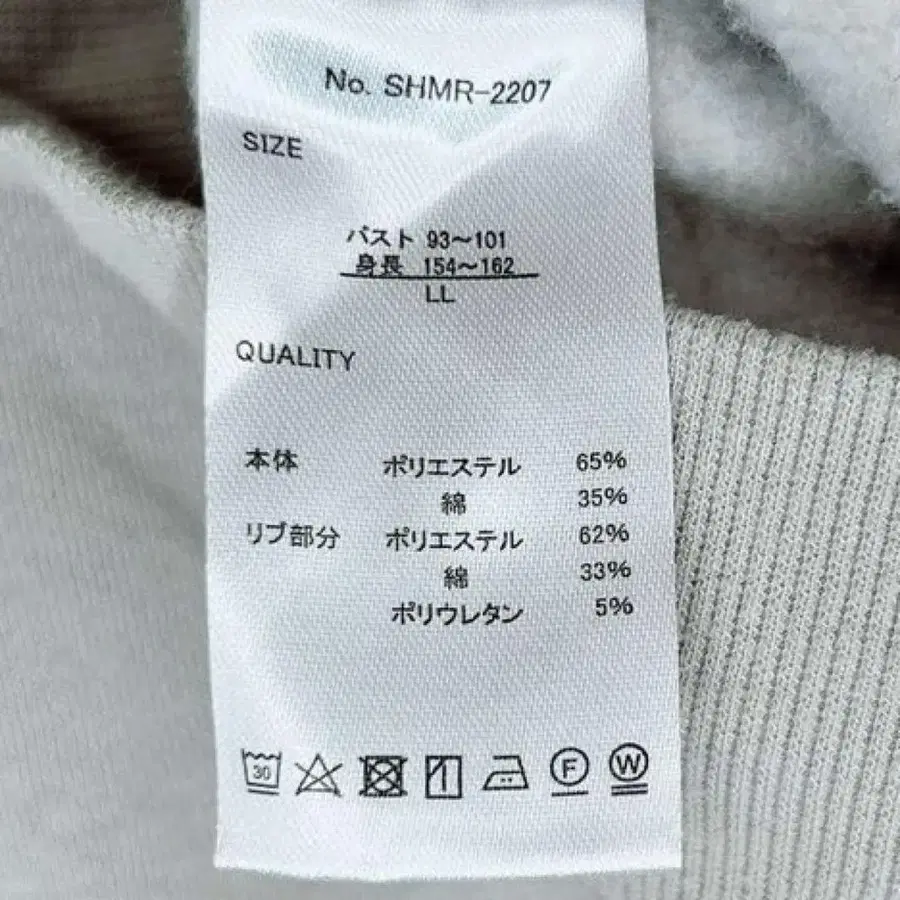 No. SHMR-2207
SIZE
バスト 93～101
身長 154～162
LL
QUALITY
本体 ポリエステル 65%
綿 35%
リブ部分 ポリエステル 62%
綿 33%
ポリウレタン 5%
30 F W